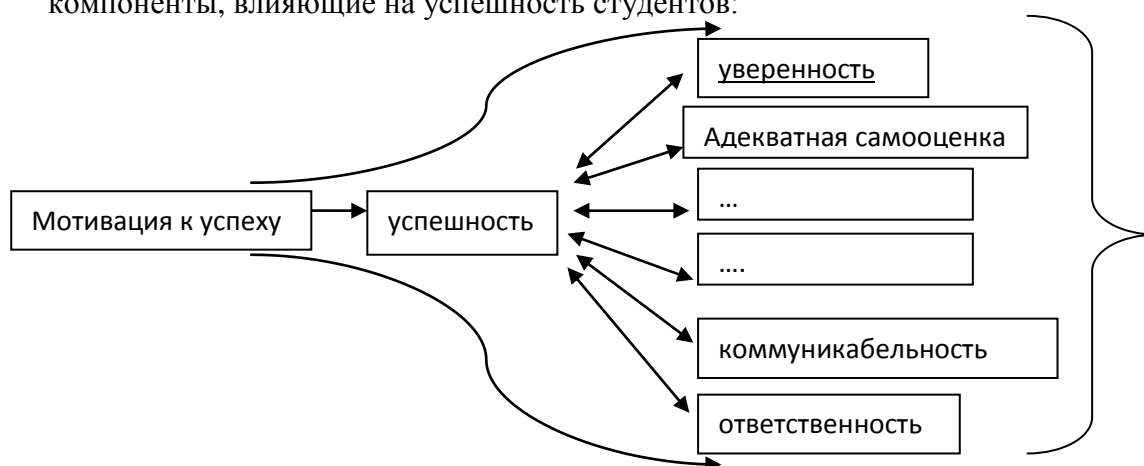 компоненты, влияющие на успешность студентов:
уверенность
Адекватная самооценка
Мотивация к успеху
успешность
…
….
коммуникабельность
ответственность